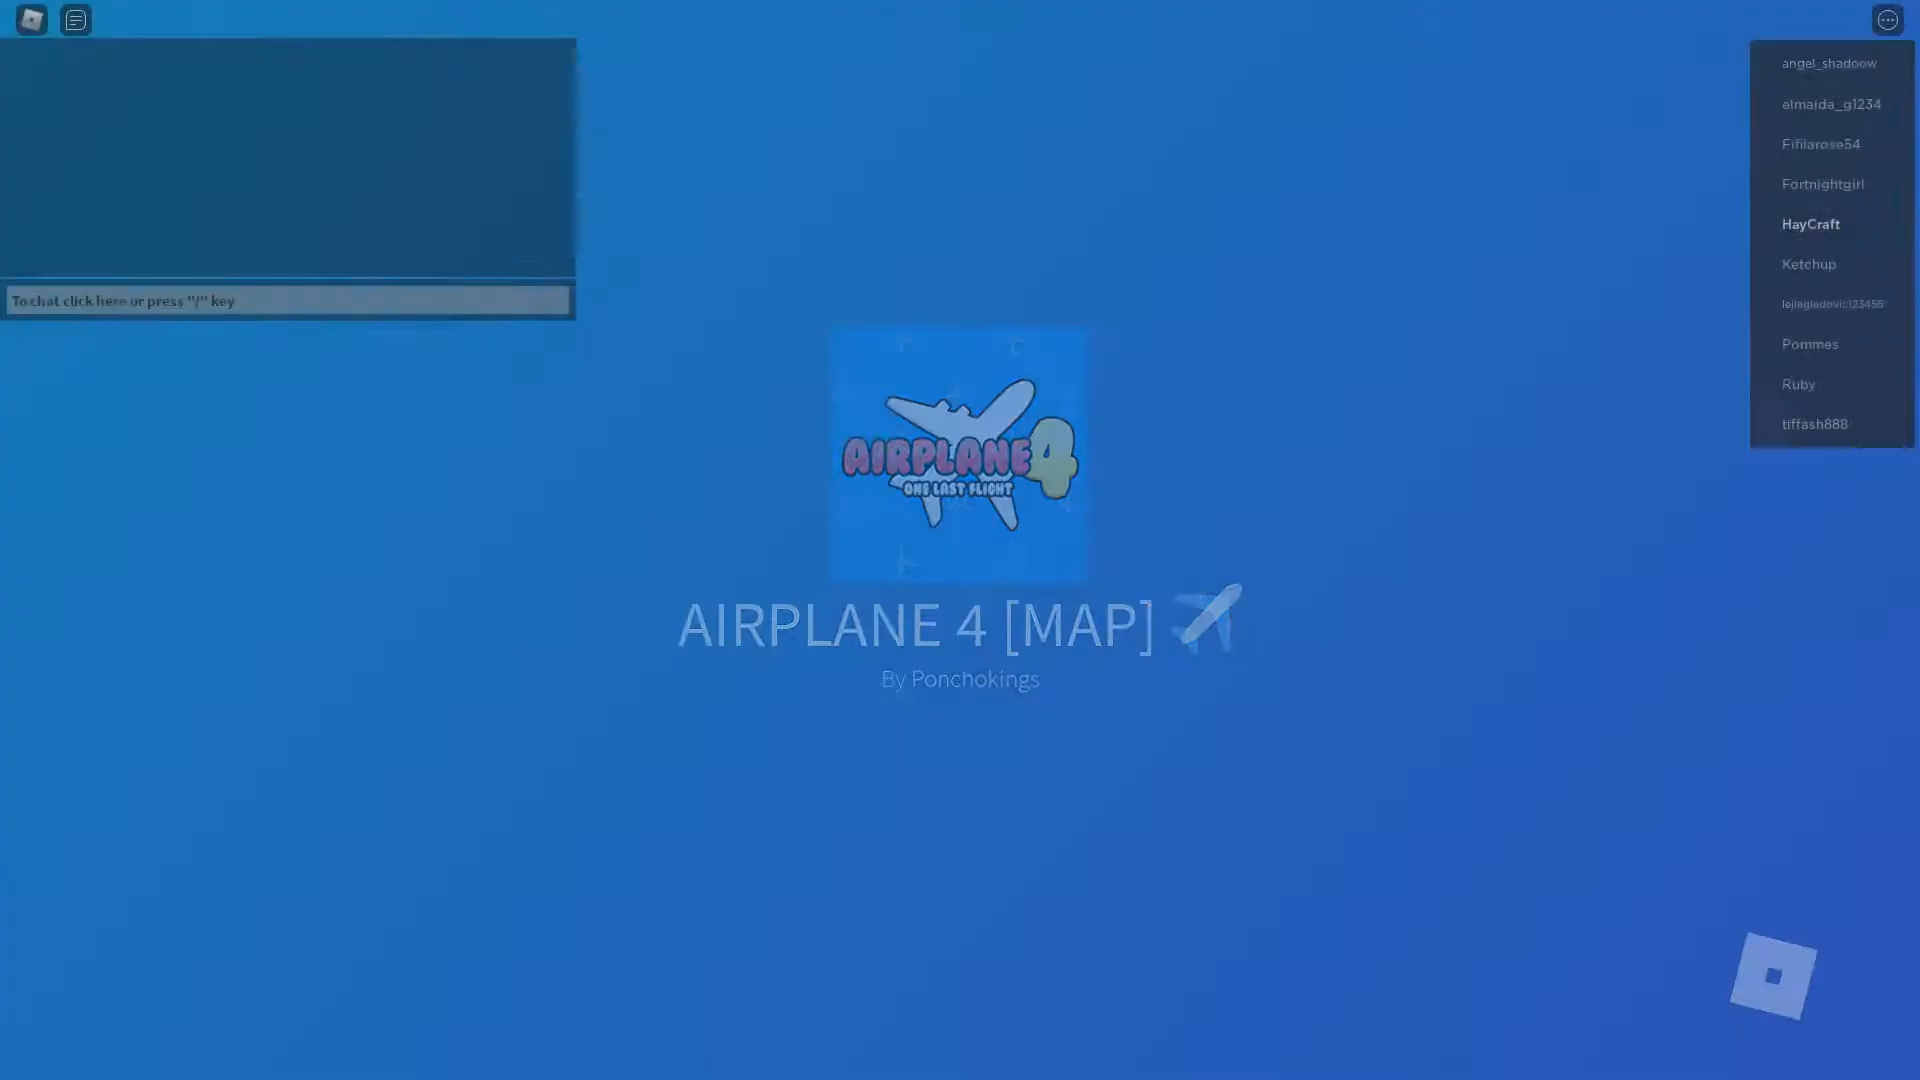 To chat click here or press "/" key
angel_shadoow
elmaida_g1234
Fifilarose54
Fortnightgirl
HayCraft
Ketchup
Pommes
Ruby
tiffash888
AIRPLANE 4
ONE LAST FLIGHT
AIRPLANE 4 [MAP]
By Ponchokings